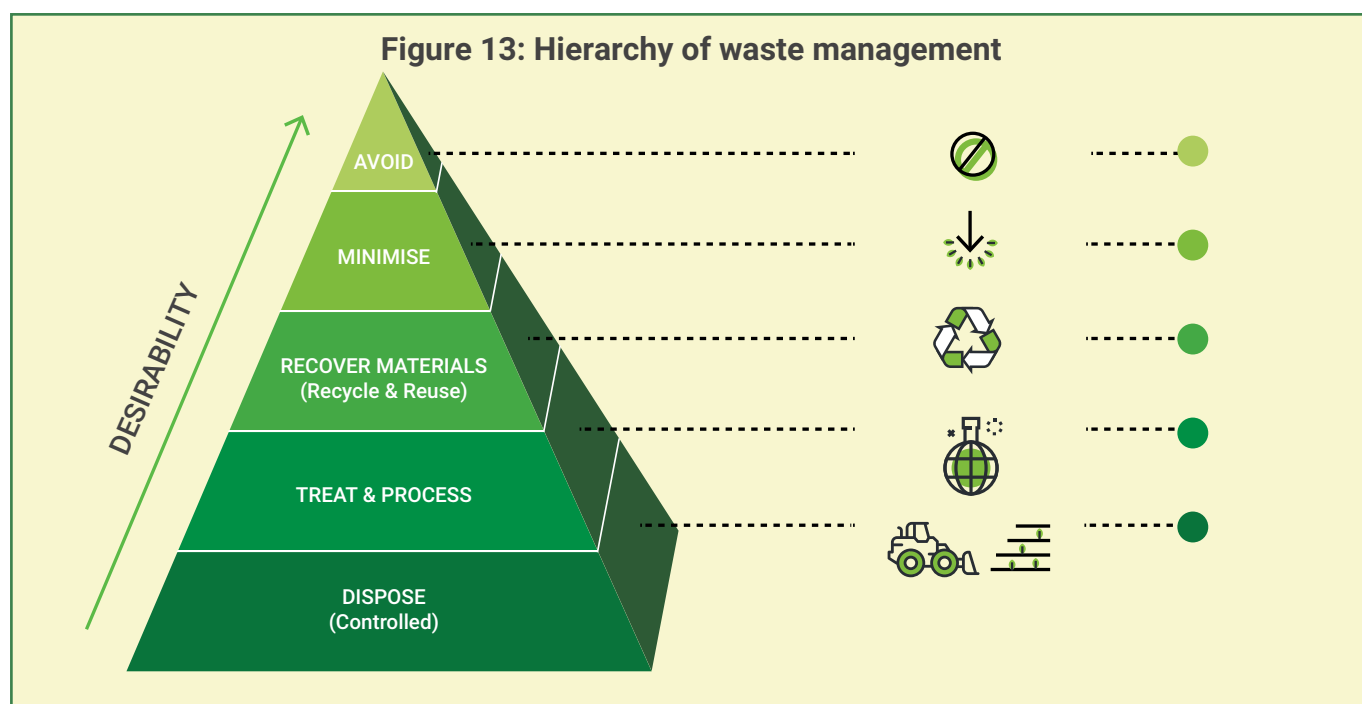 Figure 13: Hierarchy of waste management
DESIRABILITY
AVOID
MINIMISE
RECOVER MATERIALS
(Recycle & Reuse)
TREAT & PROCESS
DISPOSE
(Controlled)